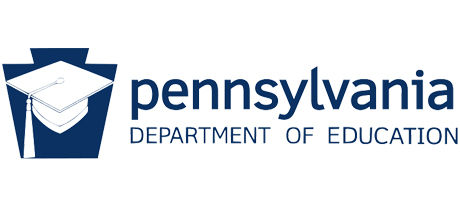 pennsylvania
DEPARTMENT OF EDUCATION